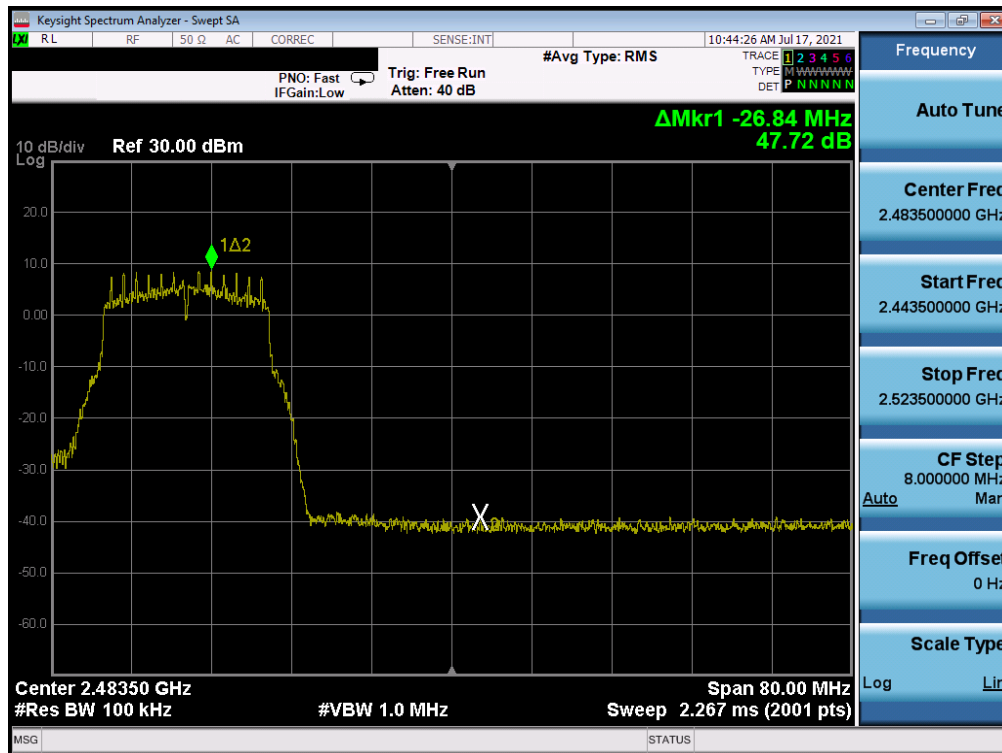 Keysight Spectrum Analyzer - Swept SA
LXI RL RF 50 Ω AC CORREC SENSE:INT 10:44:26 AM Jul 17, 2021
PNO: Fast
IFGain:Low
Trig: Free Run
Atten: 40 dB
#Avg Type: RMS
TRACE 1 2 3 4 5 6
TYPE M W W W W W
DET P N N N N N
ΔMkr1 -26.84 MHz
47.72 dB
10 dB/div Ref 30.00 dBm
Log
20.0
10.0
0.00
-10.0
-20.0
-30.0
-40.0
-50.0
-60.0
1Δ2
X2
Center 2.48350 GHz Span 80.00 MHz
#Res BW 100 kHz #VBW 1.0 MHz Sweep 2.267 ms (2001 pts)
MSG STATUS
Frequency
Auto Tune
Center Freq
2.483500000 GHz
Start Freq
2.443500000 GHz
Stop Freq
2.523500000 GHz
CF Step
8.000000 MHz
Auto Man
Freq Offset
0 Hz
Scale Type
Log Lin